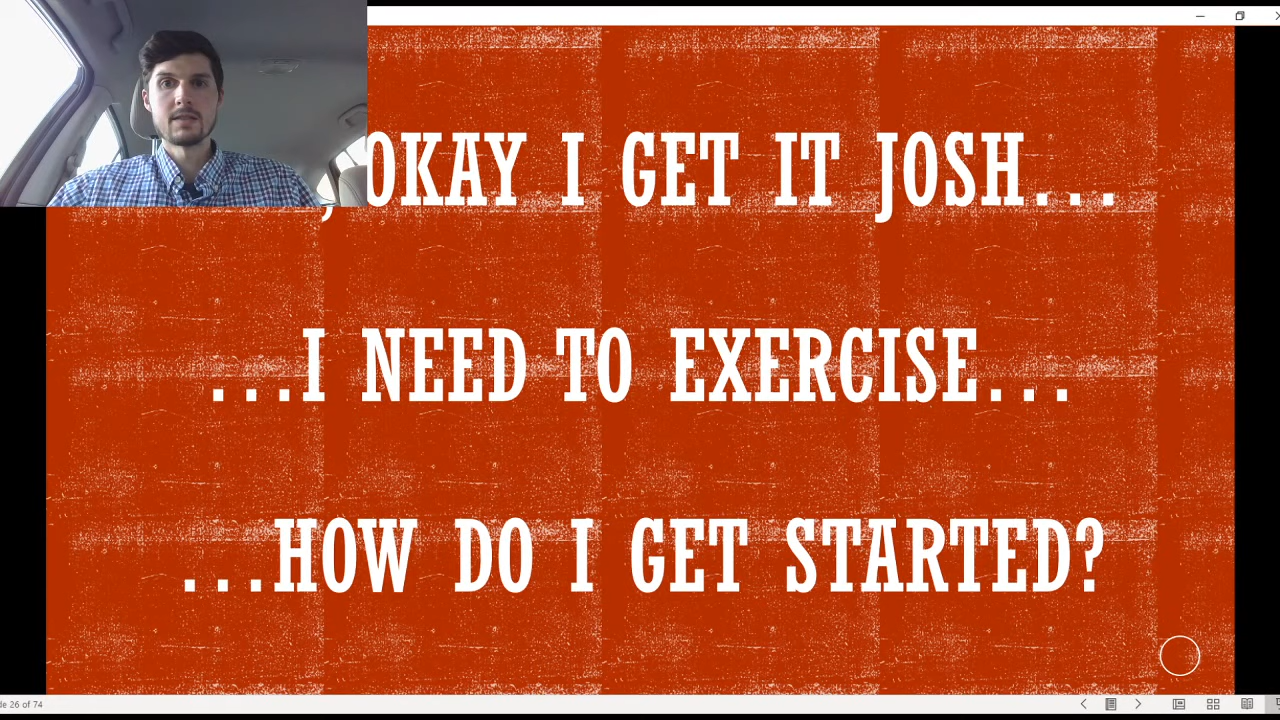 , OKAY I GET IT JOSH...
...I NEED TO EXERCISE...
...HOW DO I GET STARTED?
de 26 of 74